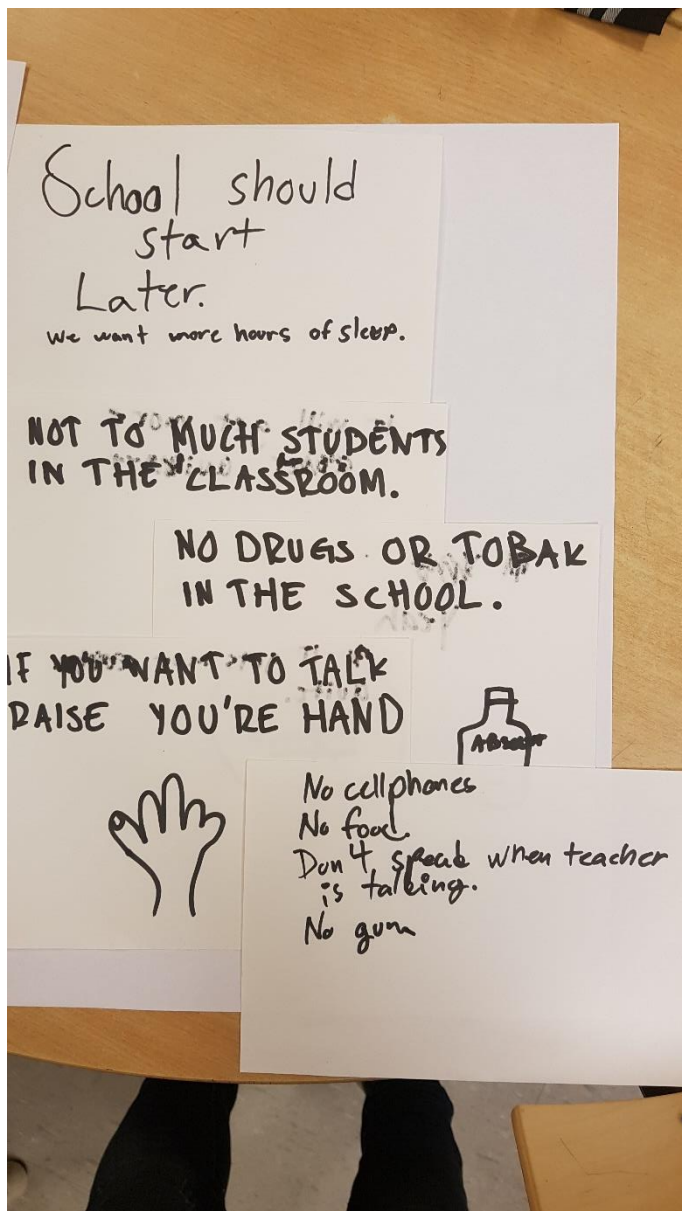 School should
start
Later.
We want more hours of sleep.
NOT TO MUCH STUDENTS
IN THE CLASSROOM.
NO DRUGS OR TOBAK
IN THE SCHOOL.
IF YOU WANT TO TALK
RAISE YOU'RE HAND
No cellphones
No food.
Don't speak when teacher
is talking.
No gum